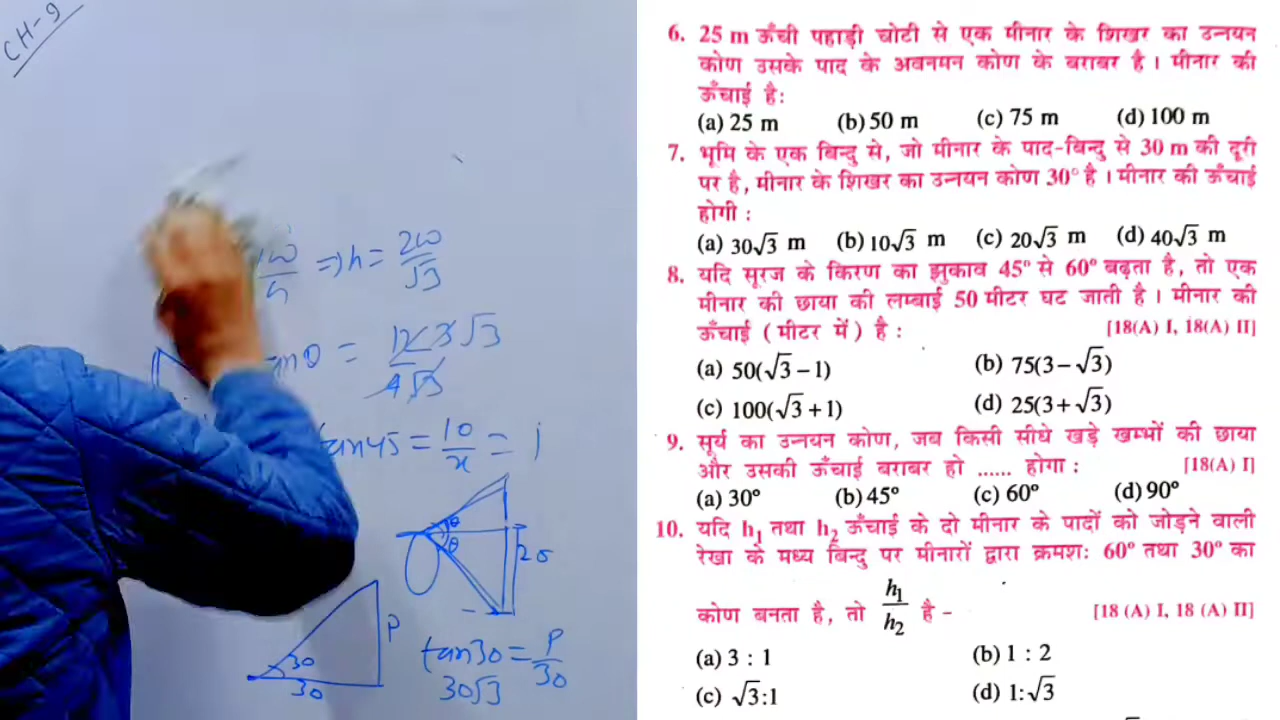 CH-9
⇒ h = 20/√3
tan θ = 12×3√3/4√3
tan 45 = 10/x = 1
θ
θ
20
30
30
P
tan 30 = P/30
30√3
6. 25 m ऊँची पहाड़ी चोटी से एक मीनार के शिखर का उन्नयन
कोण उसके पाद के अवनमन कोण के बराबर है। मीनार की
ऊँचाई है:
(a) 25 m (b) 50 m (c) 75 m (d) 100 m
7. भूमि के एक बिन्दु से, जो मीनार के पाद-बिन्दु से 30 m की दूरी
पर है, मीनार के शिखर का उन्नयन कोण 30° है। मीनार की ऊँचाई
होगी :
(a) 30√3 m (b) 10√3 m (c) 20√3 m (d) 40√3 m
8. यदि सूरज के किरण का झुकाव 45° से 60° बढ़ता है, तो एक
मीनार की छाया की लम्बाई 50 मीटर घट जाती है। मीनार की
ऊँचाई (मीटर में) है : [18(A) I, 18(A) II]
(a) 50(√3 – 1) (b) 75(3 – √3)
(c) 100(√3 + 1) (d) 25(3 + √3)
9. सूर्य का उन्नयन कोण, जब किसी सीधे खड़े खम्भों की छाया
और उसकी ऊँचाई बराबर हो ...... होगा : [18(A) I]
(a) 30° (b) 45° (c) 60° (d) 90°
10. यदि h₁ तथा h₂ ऊँचाई के दो मीनार के पादों को जोड़ने वाली
रेखा के मध्य बिन्दु पर मीनारों द्वारा क्रमशः 60° तथा 30° का
कोण बनता है, तो h₁/h₂ है – [18 (A) I, 18 (A) II]
(a) 3 : 1 (b) 1 : 2
(c) √3:1 (d) 1:√3